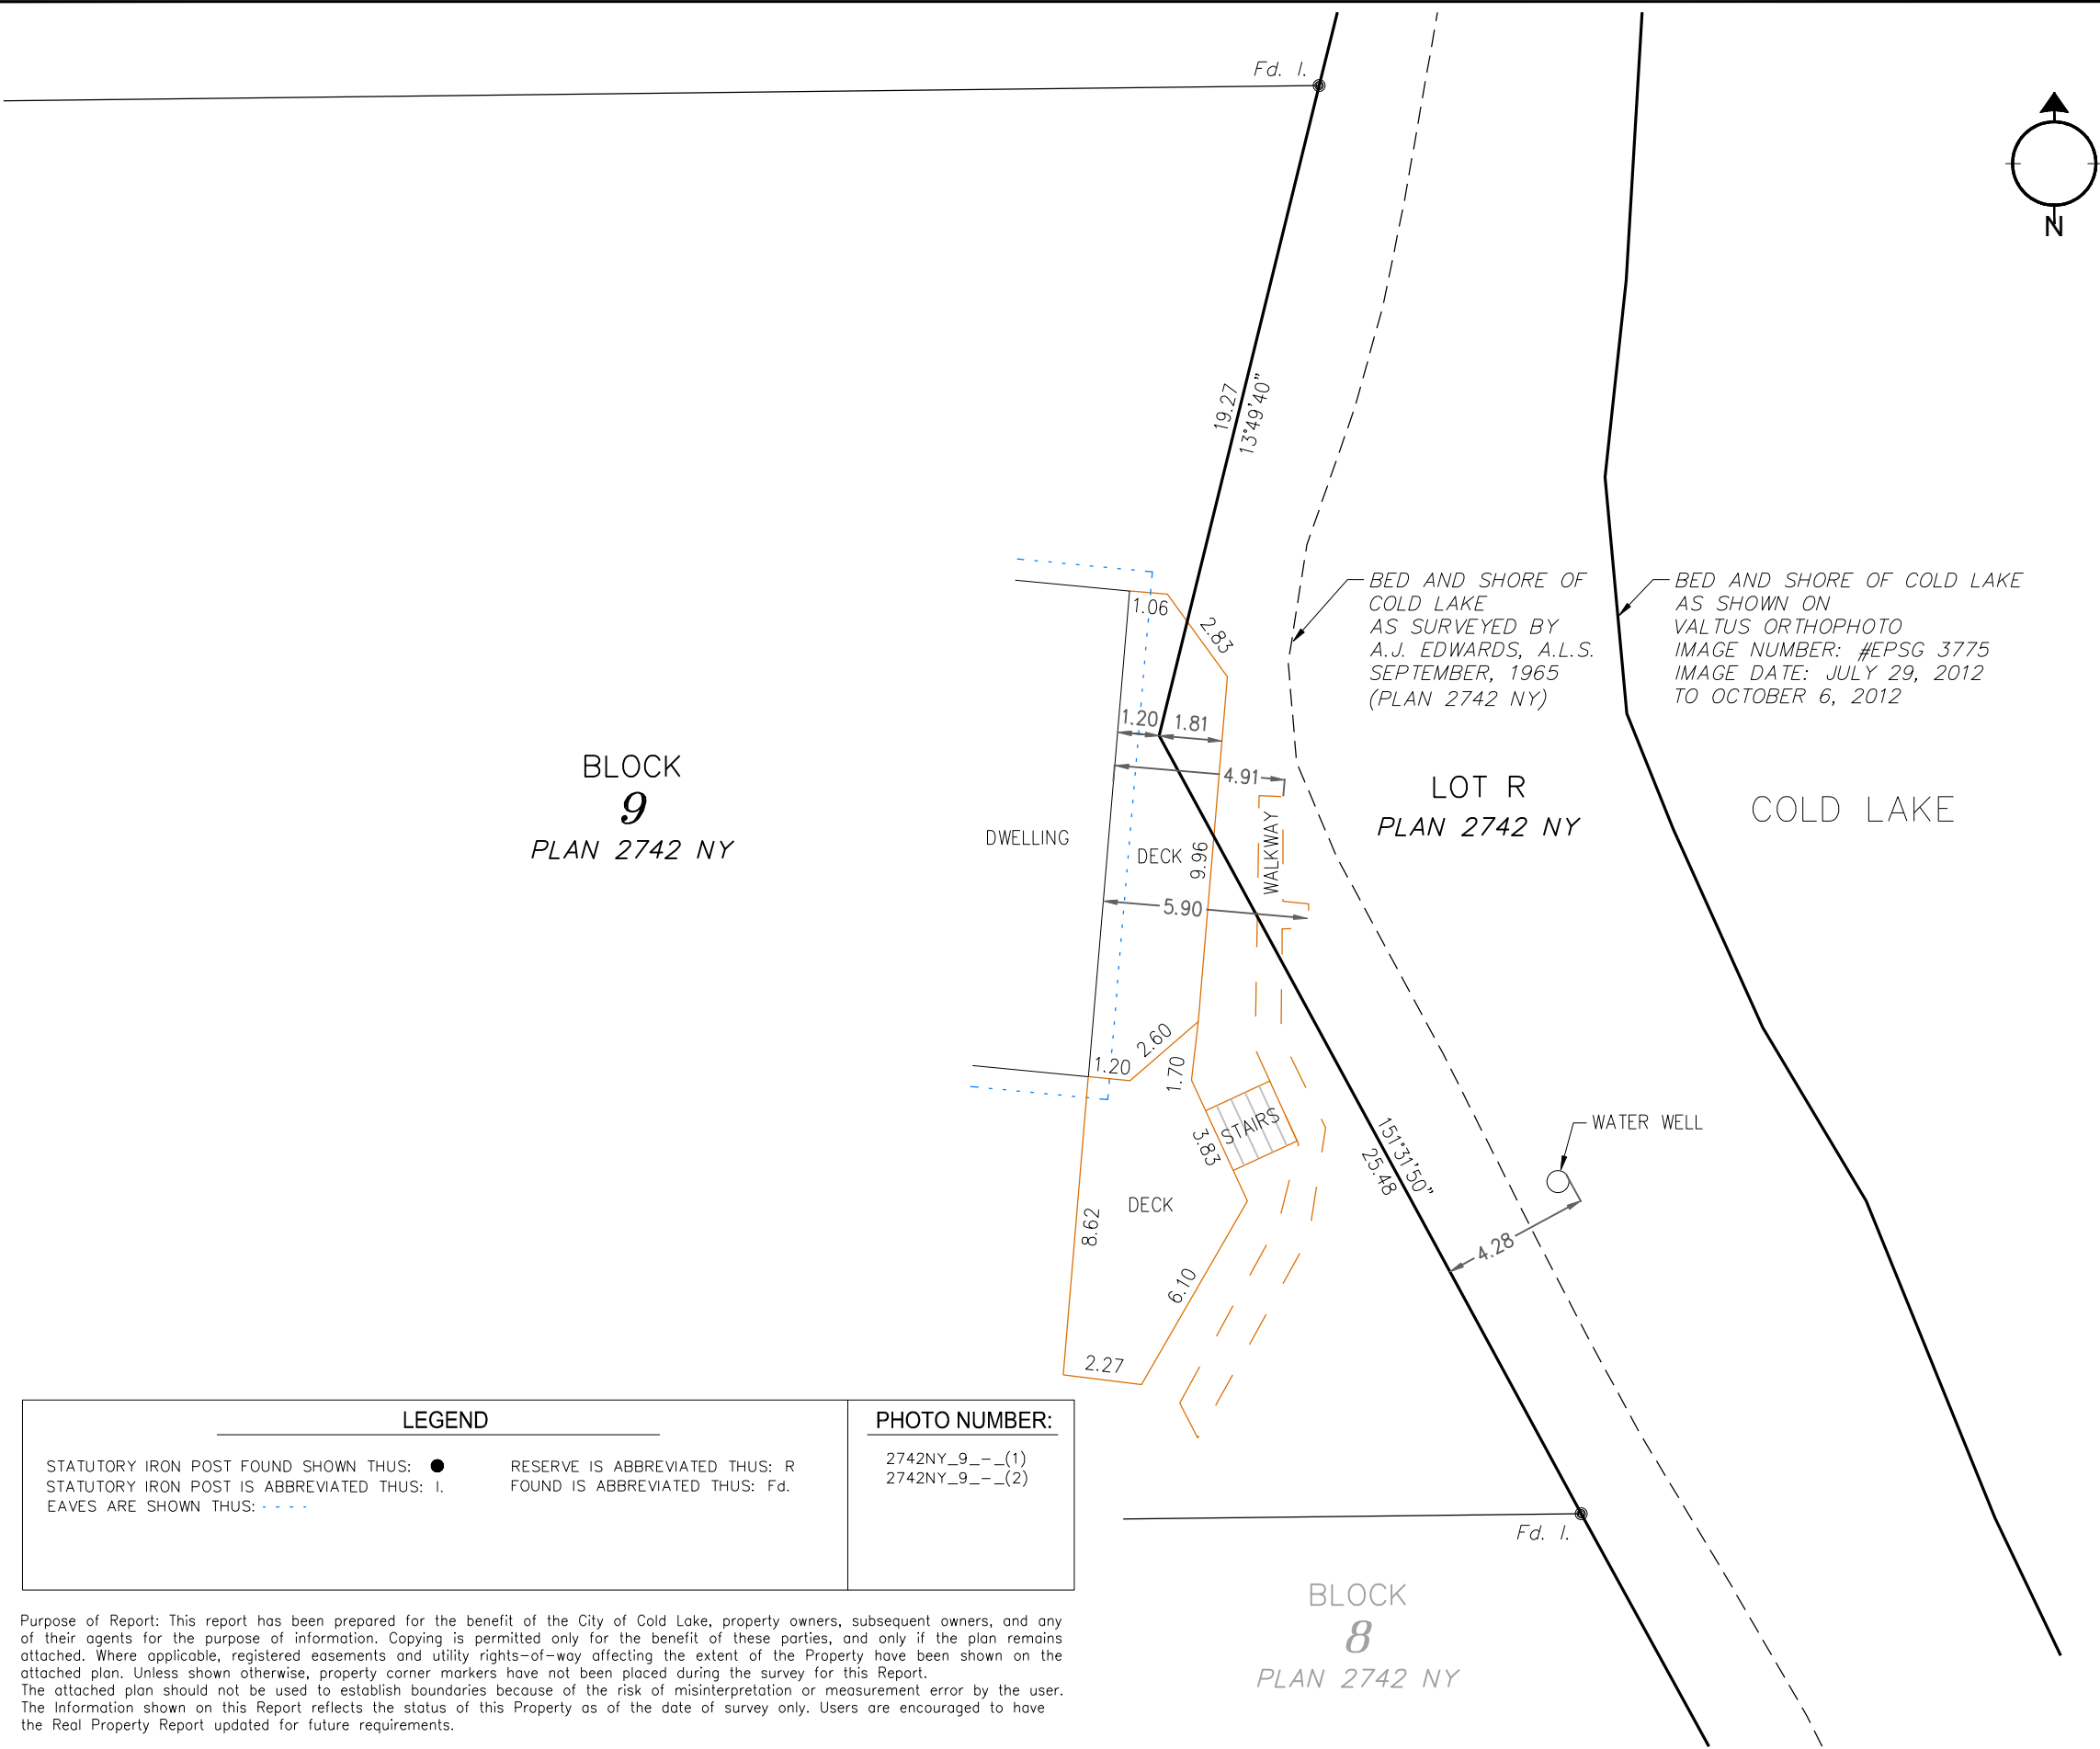 Fd. I.
N
19.27
13°49'40"
1.06
2.83
BED AND SHORE OF
COLD LAKE
AS SURVEYED BY
A.J. EDWARDS, A.L.S.
SEPTEMBER, 1965
(PLAN 2742 NY)
BED AND SHORE OF COLD LAKE
AS SHOWN ON
VALTUS ORTHOPHOTO
IMAGE NUMBER: #EPSG 3775
IMAGE DATE: JULY 29, 2012
TO OCTOBER 6, 2012
1.20
1.81
4.91
BLOCK
9
PLAN 2742 NY
LOT R
PLAN 2742 NY
COLD LAKE
DWELLING
DECK
9.96
WALKWAY
5.90
1.20
2.60
1.70
STAIRS
3.83
151°31'50"
25.48
WATER WELL
DECK
8.62
4.28
6.10
2.27
LEGEND
STATUTORY IRON POST FOUND SHOWN THUS:
STATUTORY IRON POST IS ABBREVIATED THUS: I.
EAVES ARE SHOWN THUS:
RESERVE IS ABBREVIATED THUS: R
FOUND IS ABBREVIATED THUS: Fd.
PHOTO NUMBER:
2742NY_9_-_(1)
2742NY_9_-_(2)
Fd. I.
BLOCK
8
PLAN 2742 NY
Purpose of Report: This report has been prepared for the benefit of the City of Cold Lake, property owners, subsequent owners, and any
of their agents for the purpose of information. Copying is permitted only for the benefit of these parties, and only if the plan remains
attached. Where applicable, registered easements and utility rights-of-way affecting the extent of the Property have been shown on the
attached plan. Unless shown otherwise, property corner markers have not been placed during the survey for this Report.
The attached plan should not be used to establish boundaries because of the risk of misinterpretation or measurement error by the user.
The Information shown on this Report reflects the status of this Property as of the date of survey only. Users are encouraged to have
the Real Property Report updated for future requirements.